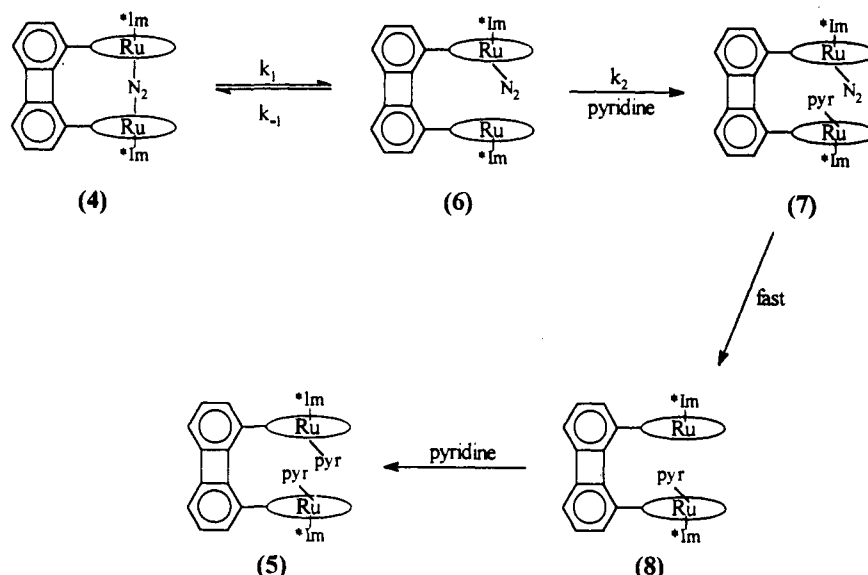 *Im
Ru
N₂
Ru
*Im
(4)
k₁
k₋₁
*Im
Ru
N₂
Ru
*Im
(6)
k₂
pyridine
*Im
Ru
N₂
pyr
Ru
*Im
(7)
fast
*Im
Ru
pyr
Ru
*Im
(8)
pyridine
*Im
Ru
pyr
pyr
Ru
*Im
(5)